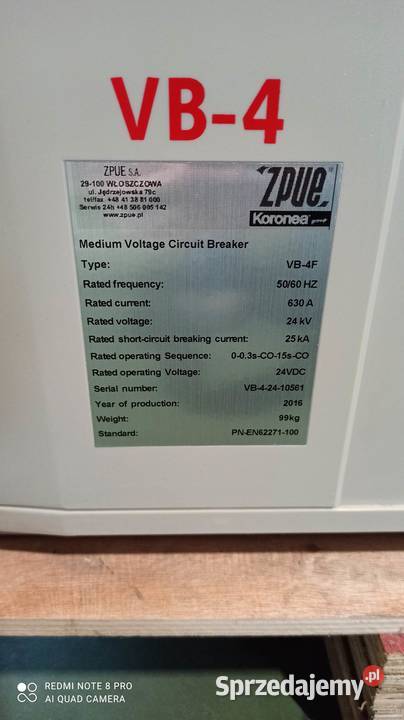 VB-4
ZPUE S.A.
29-100 WŁOSZCZOWA
ul. Jędrzejowska 79c
tel/fax +48 41 38 81 000
Serwis 24h +48 506 005 142
www.zpue.pl
ZPUE
Koronea group
Medium Voltage Circuit Breaker
Type: VB-4F
Rated frequency: 50/60 HZ
Rated current: 630 A
Rated voltage: 24 kV
Rated short-circuit breaking current: 25 kA
Rated operating Sequence: 0-0.3s-CO-15s-CO
Rated operating Voltage: 24VDC
Serial number: VB-4-24-10561
Year of production: 2016
Weight: 99kg
Standard: PN-EN62271-100
REDMI NOTE 8 PRO
AI QUAD CAMERA
Sprzedajemy.pl